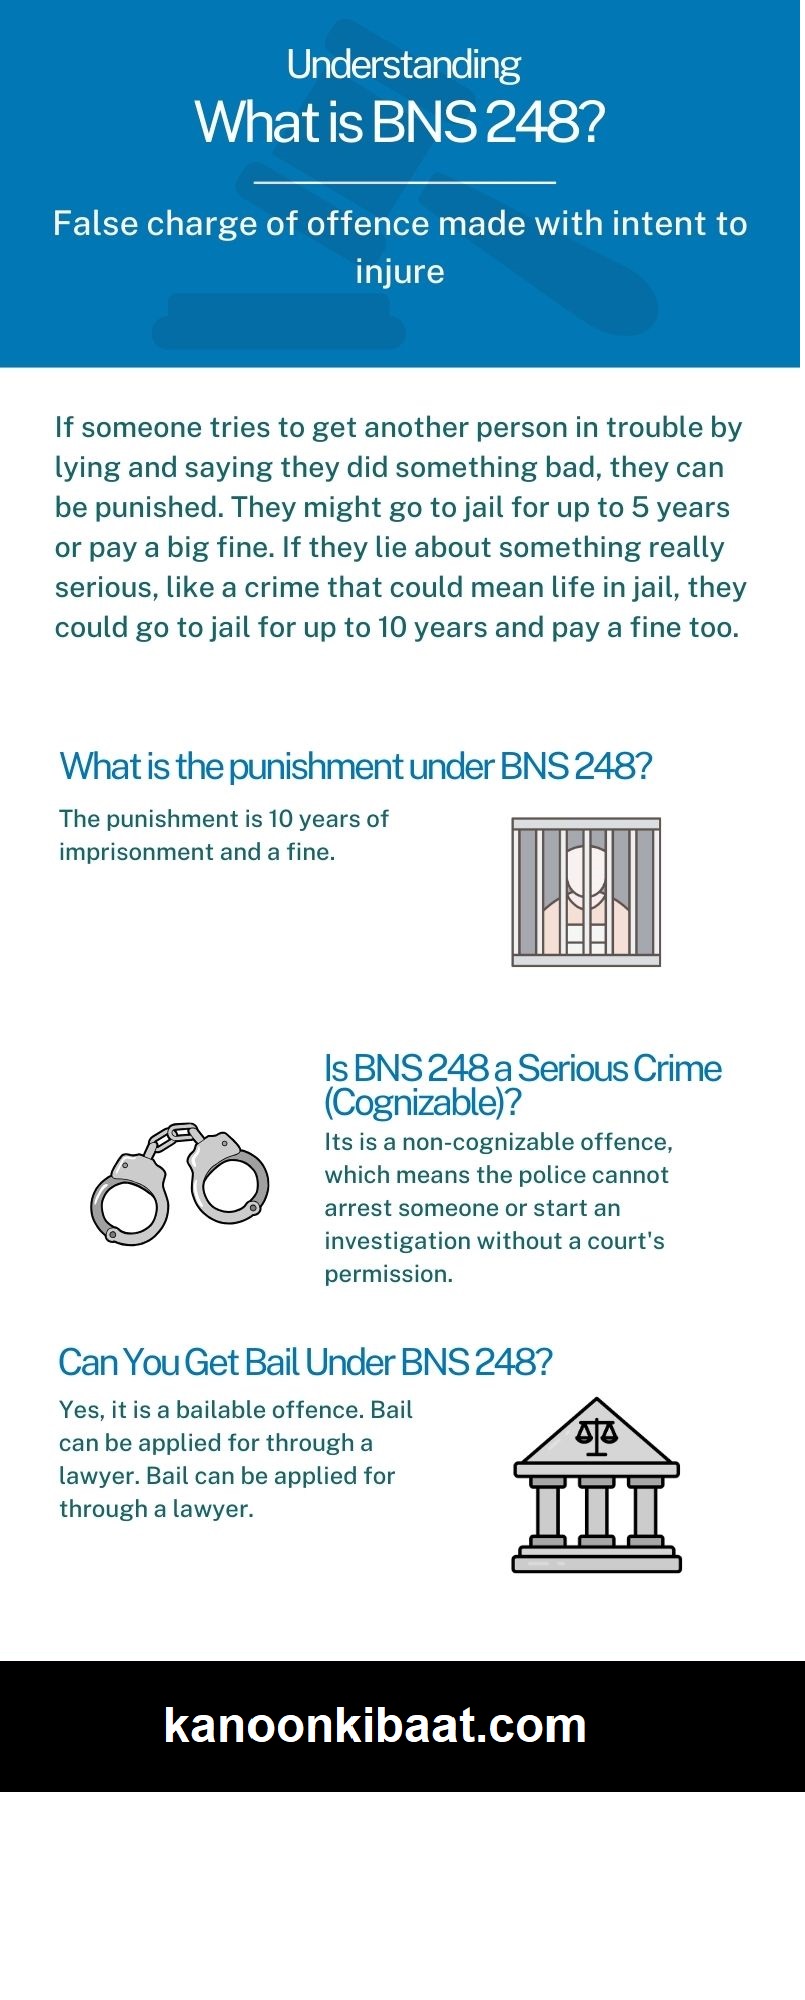 Understanding
What is BNS 248?
False charge of offence made with intent to
injure
If someone tries to get another person in trouble by
lying and saying they did something bad, they can
be punished. They might go to jail for up to 5 years
or pay a big fine. If they lie about something really
serious, like a crime that could mean life in jail, they
could go to jail for up to 10 years and pay a fine too.
What is the punishment under BNS 248?
The punishment is 10 years of
imprisonment and a fine.
Is BNS 248 a Serious Crime
(Cognizable)?
Its is a non-cognizable offence,
which means the police cannot
arrest someone or start an
investigation without a court's
permission.
Can You Get Bail Under BNS 248?
Yes, it is a bailable offence. Bail
can be applied for through a
lawyer. Bail can be applied for
through a lawyer.
kanoonkibaat.com